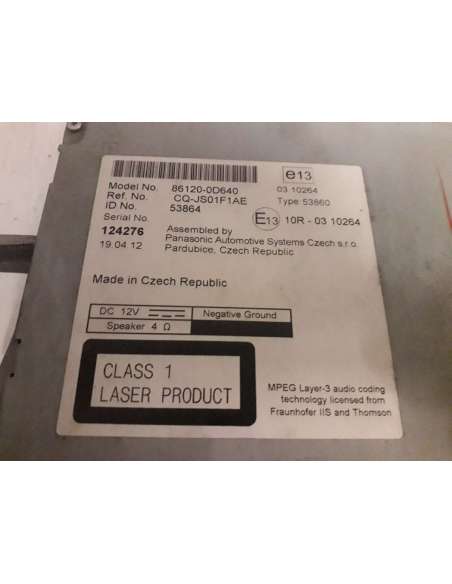 Model No. 86120-0D640
Ref. No. CQ-JS01F1AE
ID No. 53864
Serial No.
124276
19.04.12
e13
03 10264
Type: 53860
E13 10R - 03 10264
Assembled by
Panasonic Automotive Systems Czech s.r.o.
Pardubice, Czech Republic
Made in Czech Republic
DC 12V
Negative Ground
Speaker 4 Ω
CLASS 1
LASER PRODUCT
MPEG Layer-3 audio coding
technology licensed from
Fraunhofer IIS and Thomson